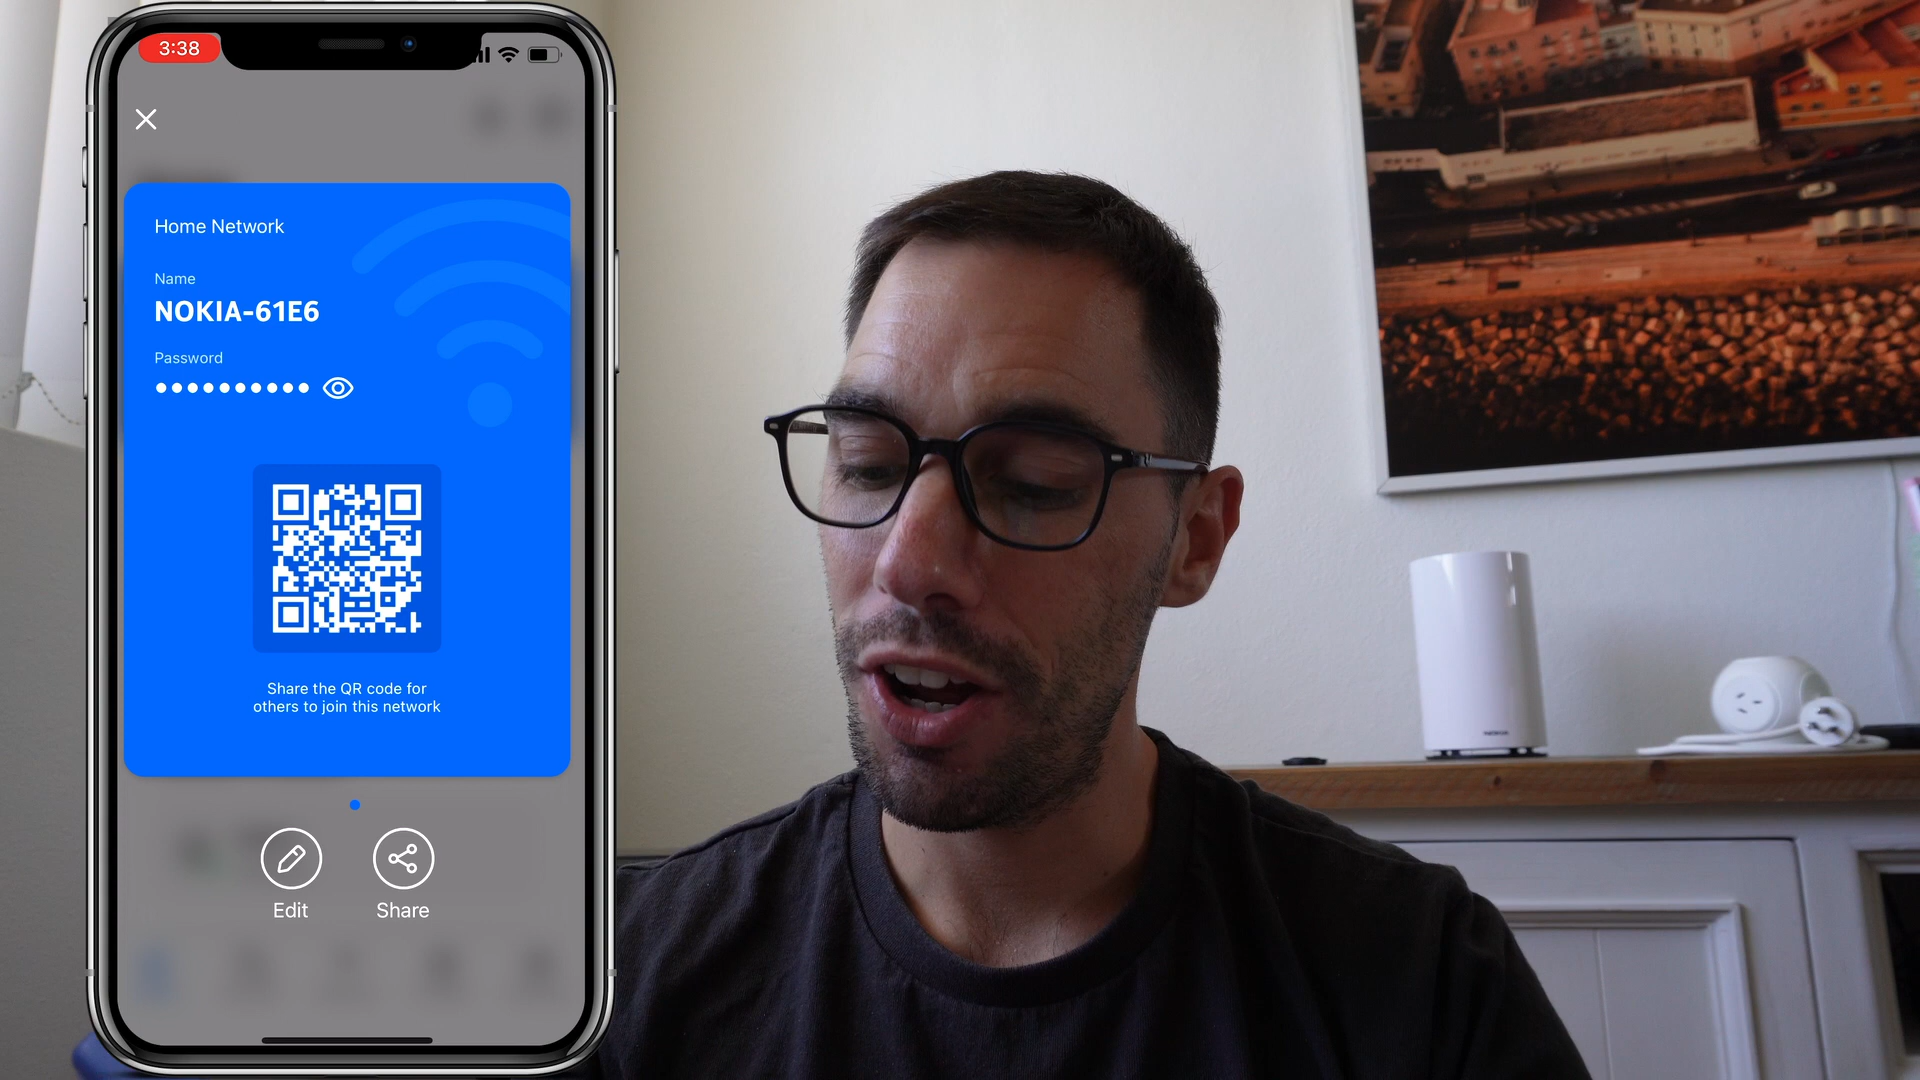 3:38
Home Network
Name
NOKIA-61E6
Password
Share the QR code for
others to join this network
Edit
Share
NOKIA